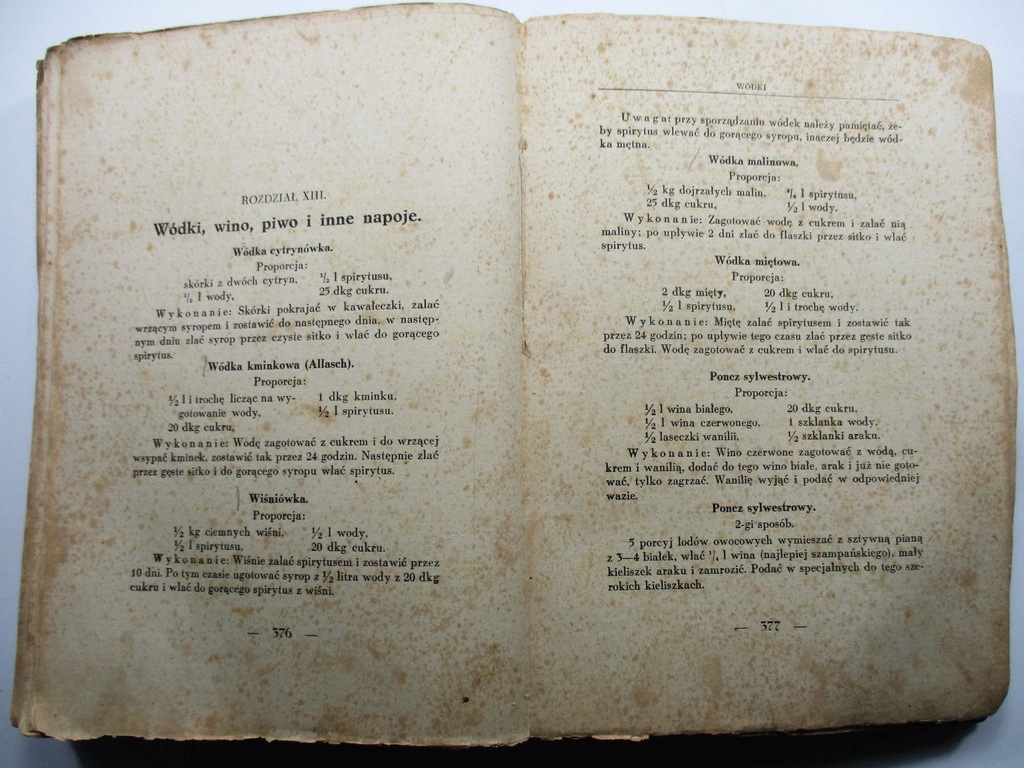 ROZDZIAŁ XIII.
Wódki, wino, piwo i inne napoje.
Wódka cytrynówka.
Proporcja:
skórki z dwóch cytryn, ½ l spirytusu,
½ l wody, 25 dkg cukru.
Wykonanie: Skórki pokrajać w kawałeczki, zalać
wrzącym syropem i zostawić do następnego dnia, w następ-
nym dniu zlać syrop przez czyste sitko i wlać do gorącego
spirytus.
Wódka kminkowa (Allasch).
Proporcja:
½ l i trochę licząc na wy- 1 dkg kminku,
gotowanie wody, ½ l spirytusu.
20 dkg cukru,
Wykonanie: Wodę zagotować z cukrem i do wrzącej
wsypać kminek, zostawić tak przez 24 godzin. Następnie zlać
przez gęste sitko i do gorącego syropu wlać spirytus.
Wiśniówka.
Proporcja:
½ kg ciemnych wiśni, ½ l wody,
½ l spirytusu, 20 dkg cukru.
Wykonanie: Wiśnie zalać spirytusem i zostawić przez
10 dni. Po tym czasie ugotować syrop z ½ litra wody z 20 dkg
cukru i wlać do gorącego spirytus z wiśni.
— 376 —
WÓDKI
Uwaga: przy sporządzaniu wódek należy pamiętać, że-
by spirytus wlewać do gorącego syropu, inaczej będzie wód-
ka mętna.
Wódka malinowa.
Proporcja:
½ kg dojrzałych malin, ¾ l spirytusu,
25 dkg cukru, ½ l wody.
Wykonanie: Zagotować wodę z cukrem i zalać nią
maliny; po upływie 2 dni zlać do flaszki przez sitko i wlać
spirytus.
Wódka miętowa.
Proporcja:
2 dkg mięty, 20 dkg cukru,
½ l spirytusu, ½ l i trochę wody.
Wykonanie: Miętę zalać spirytusem i zostawić tak
przez 24 godzin; po upływie tego czasu zlać przez gęste sitko
do flaszki. Wodę zagotować z cukrem i wlać do spirytusu.
Poncz sylwestrowy.
Proporcja:
½ l wina białego, 20 dkg cukru,
½ l wina czerwonego, 1 szklanka wody,
½ laseczki wanilii, ½ szklanki araku.
Wykonanie: Wino czerwone zagotować z wodą, cu-
krem i wanilią, dodać do tego wino białe, arak i już nie goto-
wać, tylko zagrzać. Wanilię wyjąć i podać w odpowiedniej
wazie.
Poncz sylwestrowy.
2-gi sposób.
5 porcyj lodów owocowych wymieszać z sztywną pianą
z 3—4 białek, wlać ¼ l wina (najlepiej szampańskiego), mały
kieliszek araku i zamrozić. Podać w specjalnych do tego sze-
rokich kieliszkach.
— 377 —